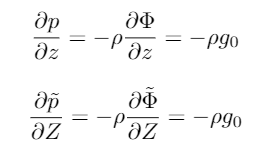 ∂p/∂z = −ρ ∂Φ/∂z = −ρg₀
∂p̃/∂Z = −ρ ∂Φ̃/∂Z = −ρg₀